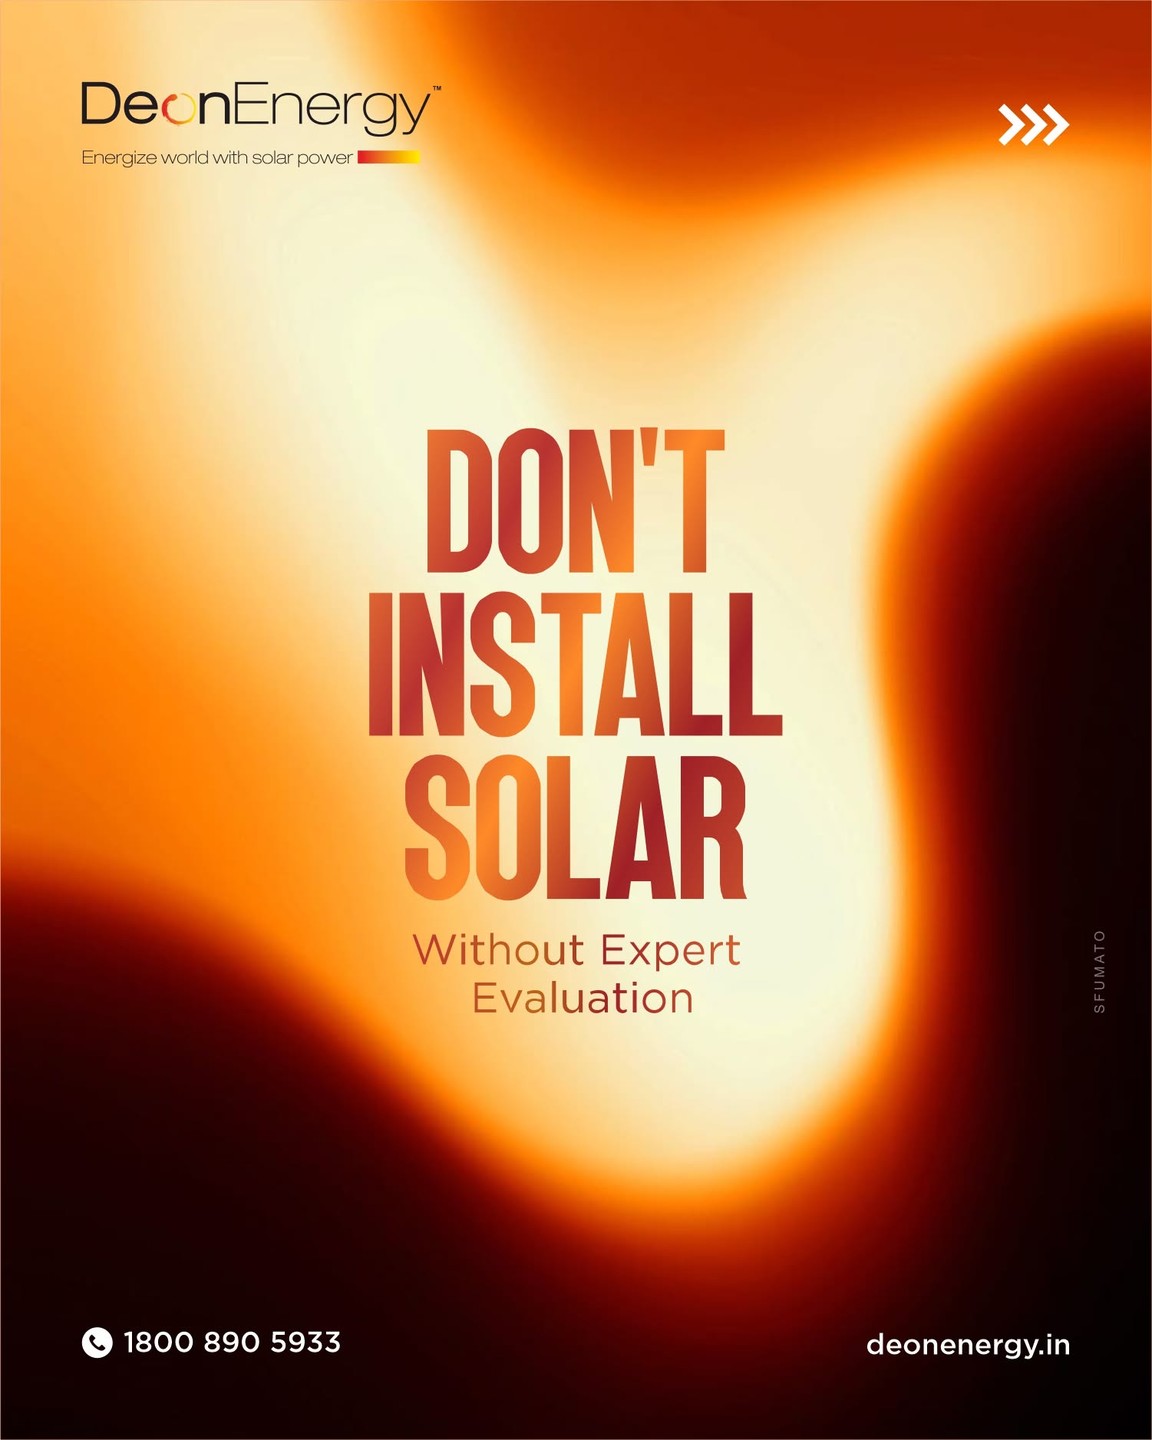 DeonEnergy™
Energize world with solar power
DON'T
INSTALL
SOLAR
Without Expert
Evaluation
SFUMATO
1800 890 5933
deonenergy.in